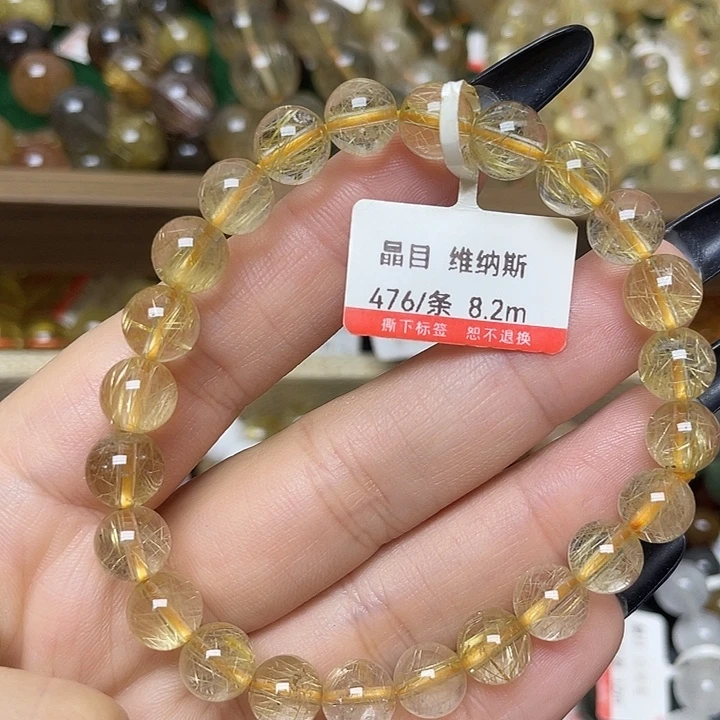 晶目 维纳斯
476/条 8.2m
撕下标签 恕不退换